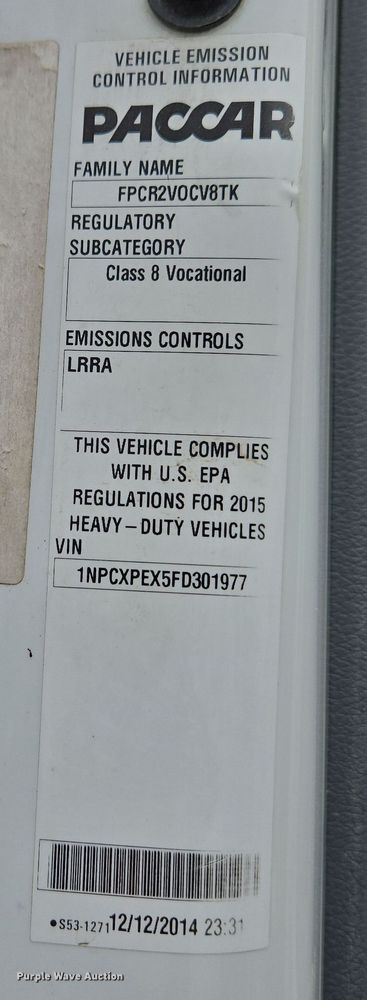 VEHICLE EMISSION
CONTROL INFORMATION
PACCAR
FAMILY NAME
FPCR2VOCV8TK
REGULATORY
SUBCATEGORY
Class 8 Vocational
EMISSIONS CONTROLS
LRRA
THIS VEHICLE COMPLIES
WITH U.S. EPA
REGULATIONS FOR 2015
HEAVY-DUTY VEHICLES
VIN
1NPCXPEX5FD301977
•S53-1271 12/12/2014 23:31
Purple Wave Auction